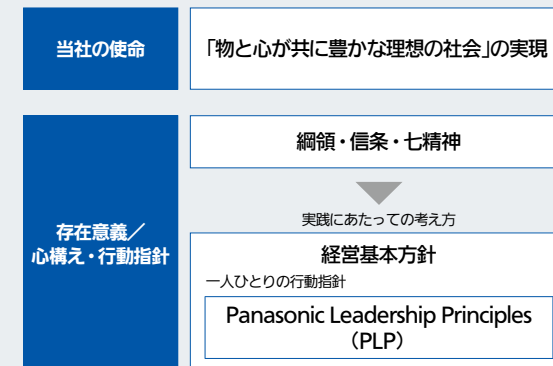 当社の使命
「物と心が共に豊かな理想の社会」の実現
存在意義／
心構え・行動指針
綱領・信条・七精神
実践にあたっての考え方
経営基本方針
一人ひとりの行動指針
Panasonic Leadership Principles
（PLP）